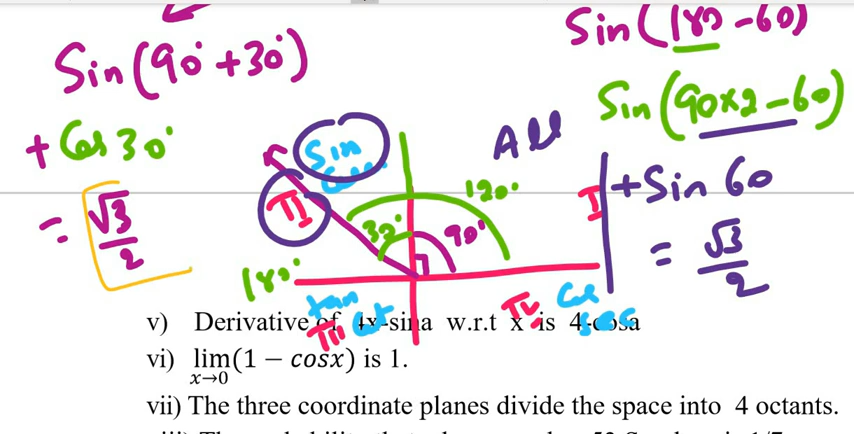 Sin(90°+30°)
+ Cos 30°
= √3/2
Sin(180-60)
Sin(90×2-60)
+Sin 60
= √3/2
Sin
All
II
I
120°
30°
90°
180°
tan
Cot
III
IV
Cos
sec
v) Derivative of 4x-sina w.r.t x is 4-cosa
vi) lim(1 − cosx) is 1.
x→0
vii) The three coordinate planes divide the space into 4 octants.